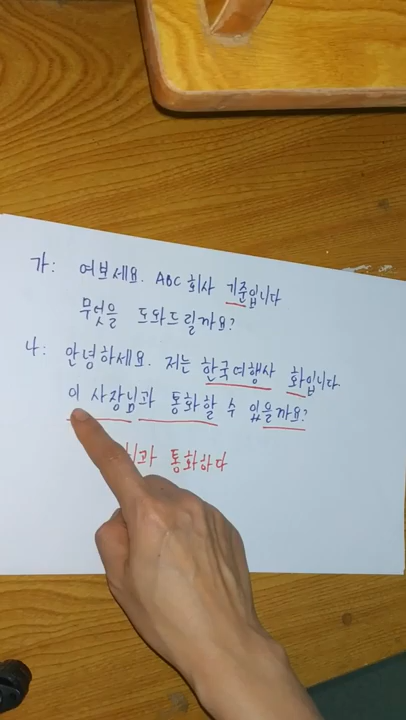 가: 여보세요. ABC 회사 기준입니다
무엇을 도와드릴까요?
나: 안녕하세요. 저는 한국여행사 화입니다.
이 사장님과 통화할 수 있을까요?
님과 통화하다